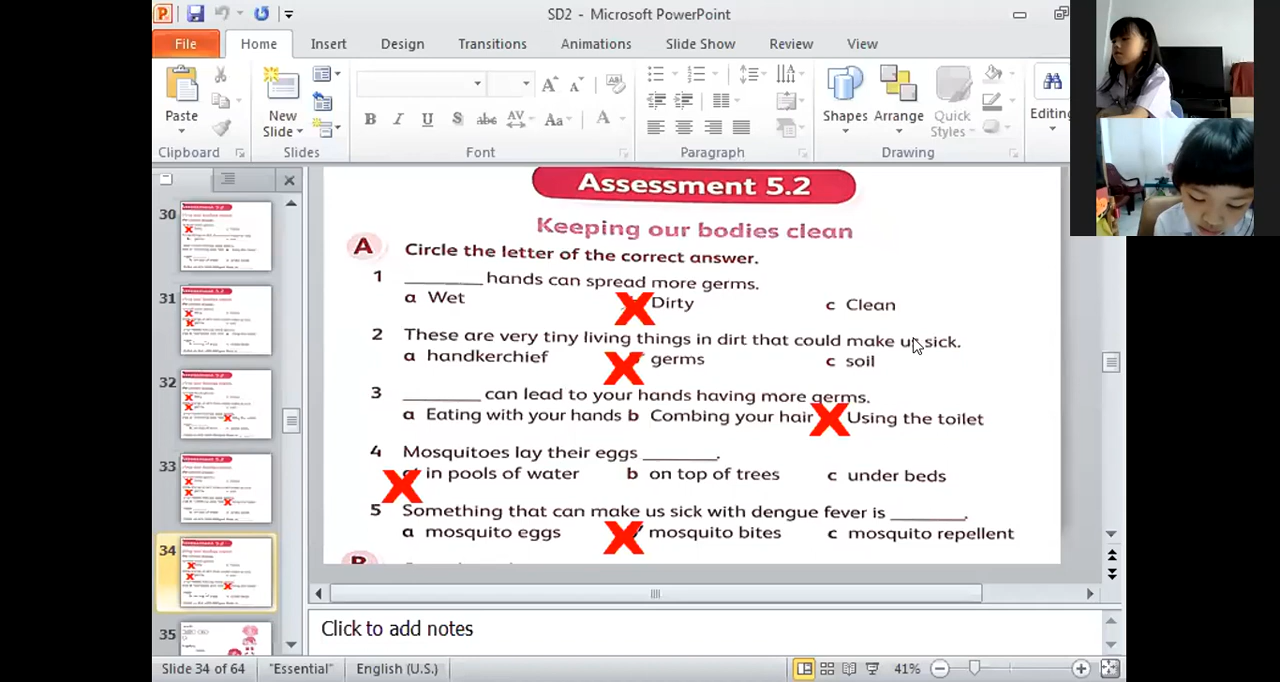 SD2 - Microsoft PowerPoint
File Home Insert Design Transitions Animations Slide Show Review View
Paste New Slide Shapes Arrange Quick Styles Editing
B I U S abc AV Aa A
Clipboard Slides Font Paragraph Drawing
30
31
32
33
34
35
Assessment 5.2
Keeping our bodies clean
A Circle the letter of the correct answer.
1 ________ hands can spread more germs.
a Wet Dirty c Clean
2 These are very tiny living things in dirt that could make us sick.
a handkerchief germs c soil
3 ________ can lead to your hands having more germs.
a Eating with your hands b Combing your hair Using the toilet
4 Mosquitoes lay their eggs ________.
in pools of water b on top of trees c under beds
5 Something that can make us sick with dengue fever is ________.
a mosquito eggs mosquito bites c mosquito repellent
B
Click to add notes
Slide 34 of 64 "Essential" English (U.S.) 41%